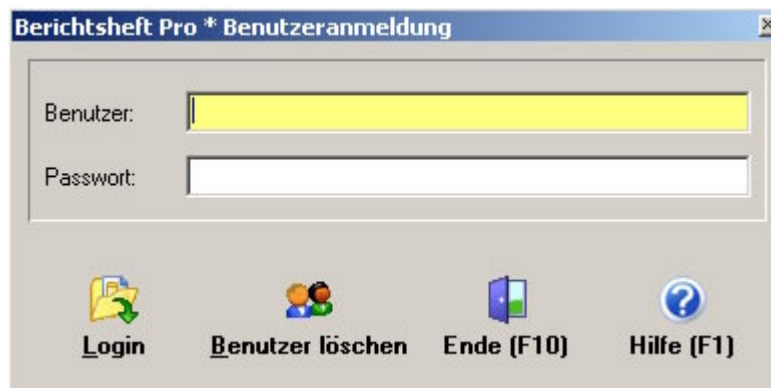 Berichtsheft Pro * Benutzeranmeldung
Benutzer:
Passwort:
Login Benutzer löschen Ende (F10) Hilfe (F1)